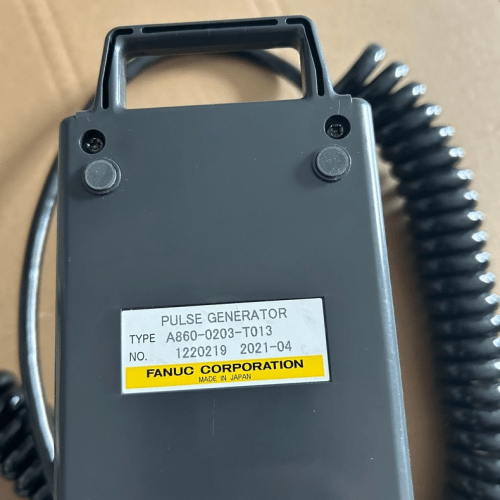 PULSE GENERATOR
TYPE A860-0203-T013
NO. 1220219 2021-04
FANUC CORPORATION
MADE IN JAPAN